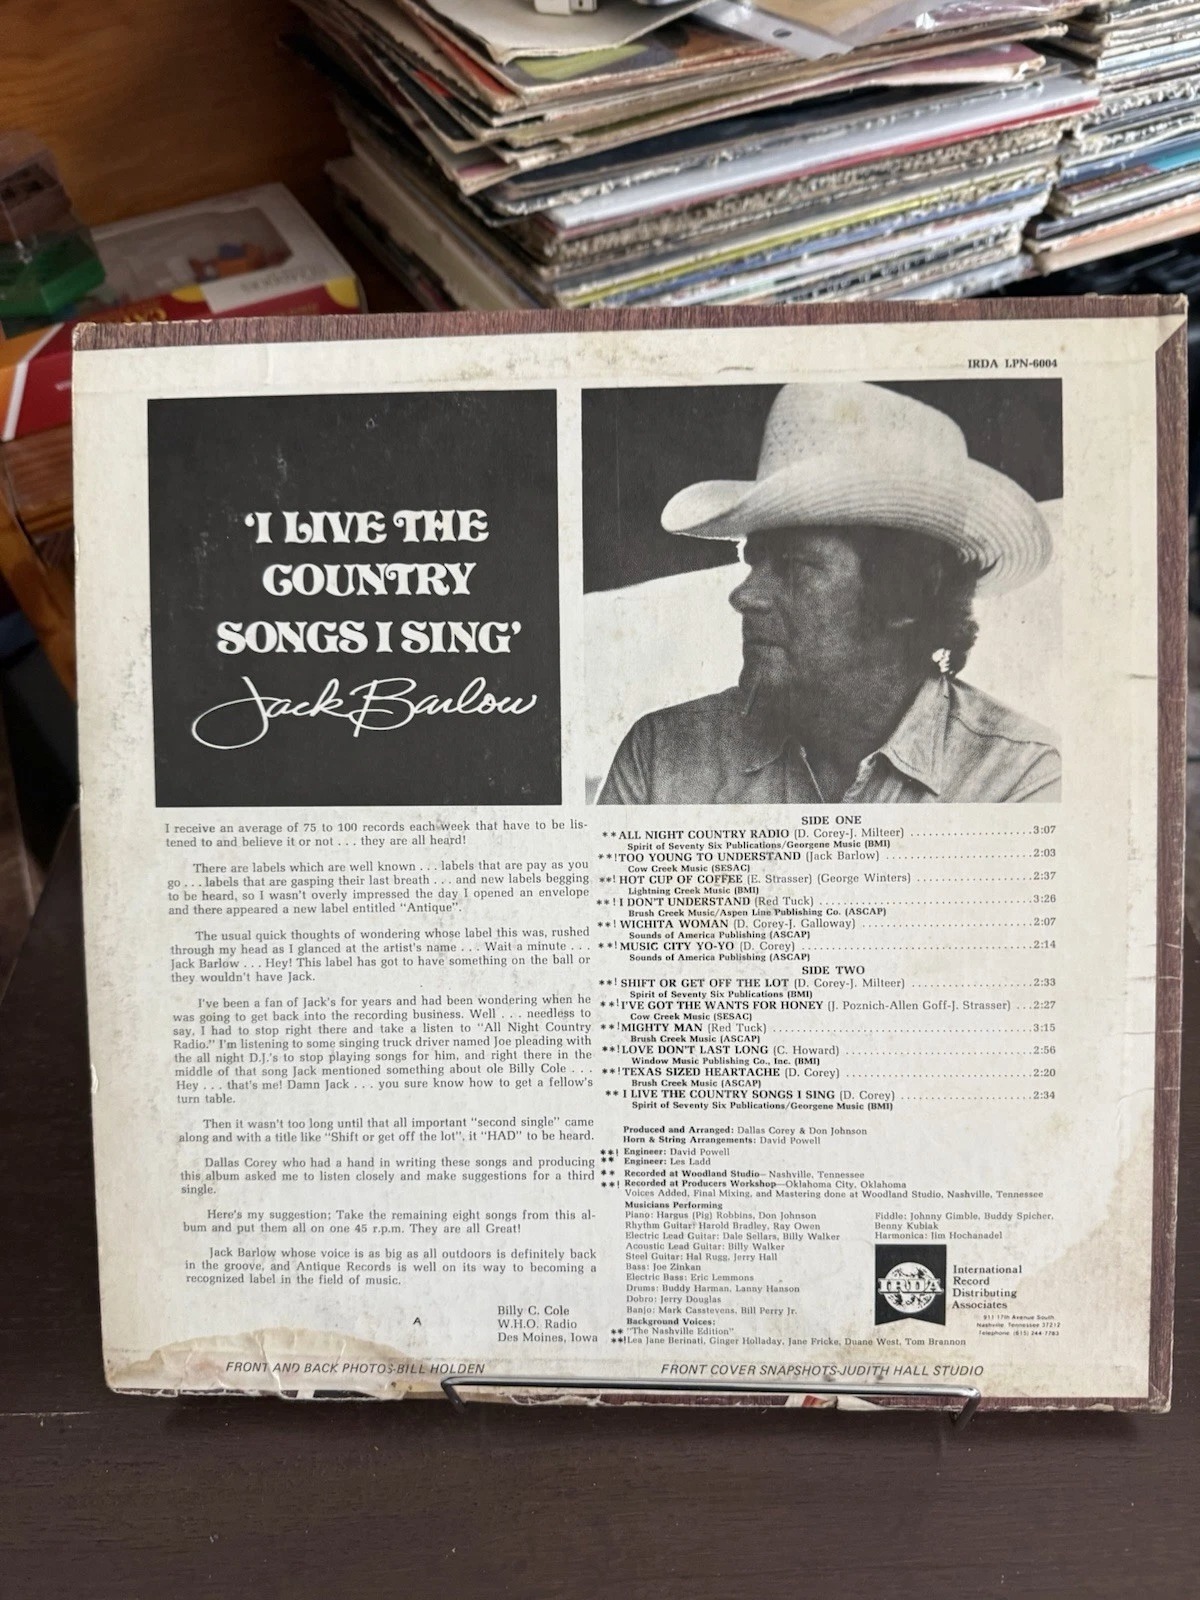 IRDA LPN-6004
'I LIVE THE
COUNTRY
SONGS I SING'
Jack Barlow
I receive an average of 75 to 100 records each week that have to be lis-
tened to and believe it or not . . . they are all heard!
There are labels which are well known . . . labels that are pay as you
go . . . labels that are gasping their last breath . . . and new labels begging
to be heard, so I wasn't overly impressed the day I opened an envelope
and there appeared a new label entitled "Antique".
The usual quick thoughts of wondering whose label this was, rushed
through my head as I glanced at the artist's name . . . Wait a minute . . .
Jack Barlow . . . Hey! This label has got to have something on the ball or
they wouldn't have Jack.
I've been a fan of Jack's for years and had been wondering when he
was going to get back into the recording business. Well . . . needless to
say, I had to stop right there and take a listen to "All Night Country
Radio." I'm listening to some singing truck driver named Joe pleading with
the all night D.J.'s to stop playing songs for him, and right there in the
middle of that song Jack mentioned something about ole Billy Cole . . .
Hey . . . that's me! Damn Jack . . . you sure know how to get a fellow's
turn table.
Then it wasn't too long until that all important "second single" came
along and with a title like "Shift or get off the lot", it "HAD" to be heard.
Dallas Corey who had a hand in writing these songs and producing
this album asked me to listen closely and make suggestions for a third
single.
Here's my suggestion; Take the remaining eight songs from this al-
bum and put them all on one 45 r.p.m. They are all Great!
Jack Barlow whose voice is as big as all outdoors is definitely back
in the groove, and Antique Records is well on its way to becoming a
recognized label in the field of music.
Billy C. Cole
W.H.O. Radio
Des Moines, Iowa
A
SIDE ONE
**ALL NIGHT COUNTRY RADIO (D. Corey-J. Milteer) ....................3:07
Spirit of Seventy Six Publications/Georgene Music (BMI)
**!TOO YOUNG TO UNDERSTAND (Jack Barlow) ....................2:03
Cow Creek Music (SESAC)
**!HOT CUP OF COFFEE (E. Strasser) (George Winters) ....................2:37
Lightning Creek Music (BMI)
**!I DON'T UNDERSTAND (Red Tuck) ....................3:26
Brush Creek Music/Aspen Line Publishing Co. (ASCAP)
**!WICHITA WOMAN (D. Corey-J. Galloway) ....................2:07
Sounds of America Publishing (ASCAP)
**!MUSIC CITY YO-YO (D. Corey) ....................2:14
Sounds of America Publishing (ASCAP)
SIDE TWO
**!SHIFT OR GET OFF THE LOT (D. Corey-J. Milteer) ....................2:33
Spirit of Seventy Six Publications (BMI)
**!I'VE GOT THE WANTS FOR HONEY (J. Poznich-Allen Goff-J. Strasser) ...2:27
Cow Creek Music (SESAC)
**!MIGHTY MAN (Red Tuck) ....................3:15
Brush Creek Music (ASCAP)
**!LOVE DON'T LAST LONG (C. Howard) ....................2:56
Window Music Publishing Co., Inc. (BMI)
**!TEXAS SIZED HEARTACHE (D. Corey) ....................2:20
Brush Creek Music (ASCAP)
** I LIVE THE COUNTRY SONGS I SING (D. Corey) ....................2:34
Spirit of Seventy Six Publications/Georgene Music (BMI)
Produced and Arranged: Dallas Corey & Don Johnson
Horn & String Arrangements: David Powell
**! Engineer: David Powell
** Engineer: Les Ladd
** Recorded at Woodland Studio—Nashville, Tennessee
**! Recorded at Producers Workshop—Oklahoma City, Oklahoma
Voices Added, Final Mixing, and Mastering done at Woodland Studio, Nashville, Tennessee
Musicians Performing
Piano: Hargus (Pig) Robbins, Don Johnson
Rhythm Guitar: Harold Bradley, Ray Owen
Electric Lead Guitar: Dale Sellars, Billy Walker
Acoustic Lead Guitar: Billy Walker
Steel Guitar: Hal Rugg, Jerry Hall
Bass: Joe Zinkan
Electric Bass: Eric Lemmons
Drums: Buddy Harman, Lanny Hanson
Dobro: Jerry Douglas
Banjo: Mark Casstevens, Bill Perry Jr.
Fiddle: Johnny Gimble, Buddy Spicher,
Benny Kubiak
Harmonica: Jim Hochanadel
Background Voices:
** "The Nashville Edition"
**!Lea Jane Berinati, Ginger Holladay, Jane Fricke, Duane West, Tom Brannon
IRDA
International
Record
Distributing
Associates
911 17th Avenue South
Nashville, Tennessee 37212
Telephone (615) 244-7783
FRONT AND BACK PHOTOS-BILL HOLDEN
FRONT COVER SNAPSHOTS-JUDITH HALL STUDIO